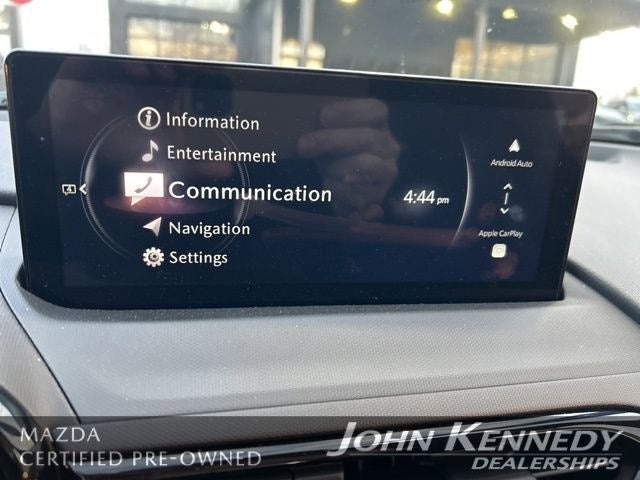 Information
Entertainment
Communication
4:44 pm
Navigation
Settings
Android Auto
Apple CarPlay
MAZDA
CERTIFIED PRE-OWNED
JOHN KENNEDY
DEALERSHIPS